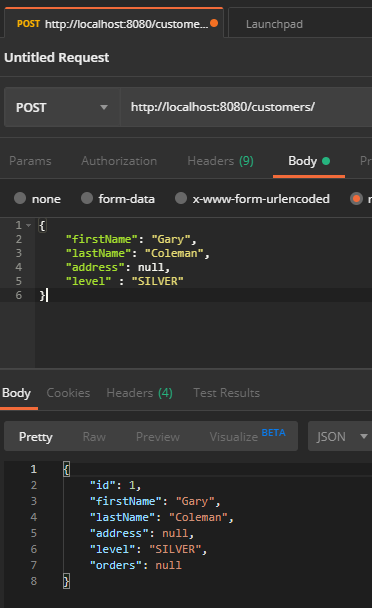 POST http://localhost:8080/custome... Launchpad
Untitled Request
POST http://localhost:8080/customers/
Params Authorization Headers (9) Body Pr
none form-data x-www-form-urlencoded r
1 {
2 "firstName": "Gary",
3 "lastName": "Coleman",
4 "address": null,
5 "level" : "SILVER"
6 }
Body Cookies Headers (4) Test Results
Pretty Raw Preview Visualize BETA JSON
1 {
2 "id": 1,
3 "firstName": "Gary",
4 "lastName": "Coleman",
5 "address": null,
6 "level": "SILVER",
7 "orders": null
8 }